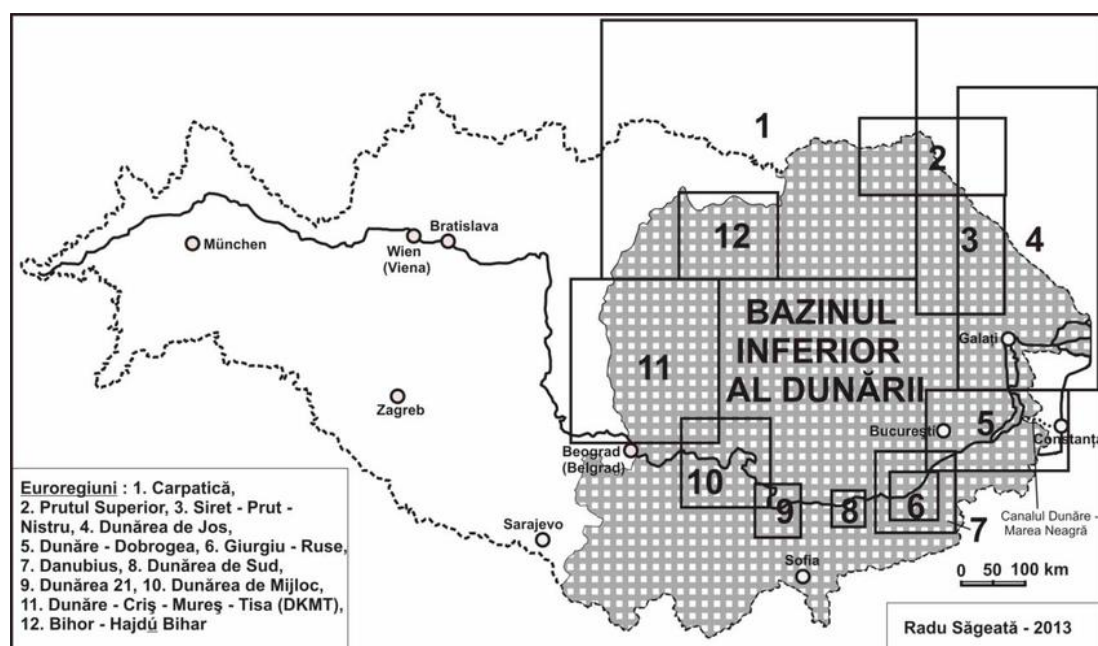 1
2
3
4
12
München
Wien
(Viena)
Bratislava
BAZINUL
INFERIOR
AL DUNĂRII
11
Galați
Zagreb
5
București
Constanța
Beograd
(Belgrad)
10
9
8
6
7
Canalul Dunăre -
Marea Neagră
Sarajevo
Sofia
0 50 100 km
Euroregiuni : 1. Carpatică,
2. Prutul Superior, 3. Siret - Prut -
Nistru, 4. Dunărea de Jos,
5. Dunăre - Dobrogea, 6. Giurgiu - Ruse,
7. Danubius, 8. Dunărea de Sud,
9. Dunărea 21, 10. Dunărea de Mijloc,
11. Dunăre - Criş - Mureş - Tisa (DKMT),
12. Bihor - Hajdú Bihar
Radu Săgeată - 2013